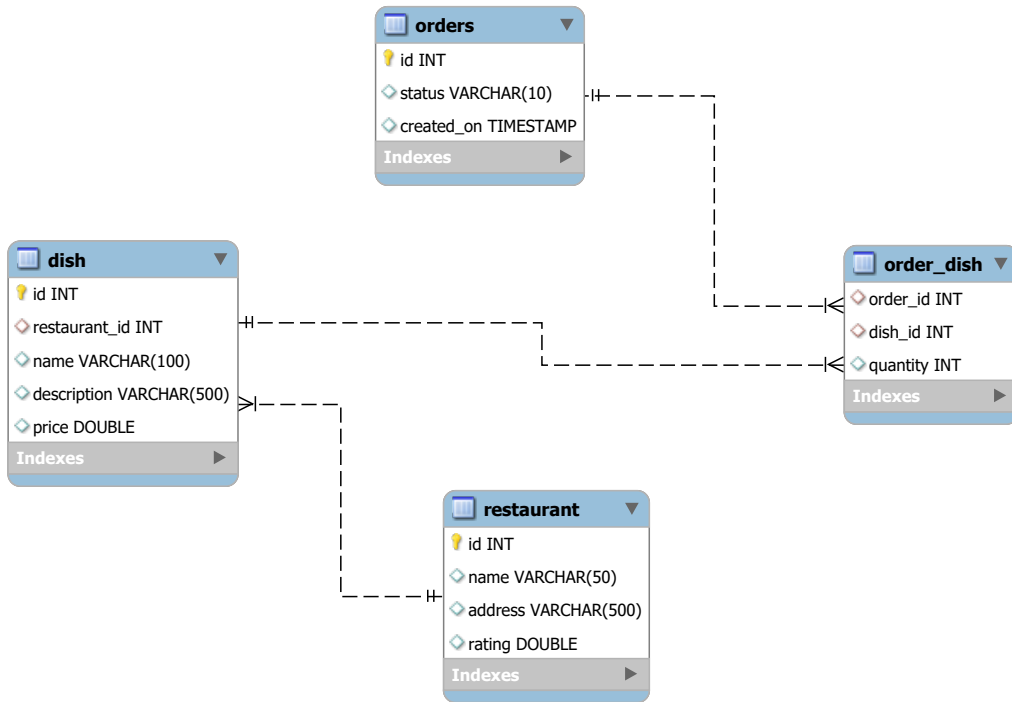 orders
id INT
status VARCHAR(10)
created_on TIMESTAMP
Indexes
dish
id INT
restaurant_id INT
name VARCHAR(100)
description VARCHAR(500)
price DOUBLE
Indexes
order_dish
order_id INT
dish_id INT
quantity INT
Indexes
restaurant
id INT
name VARCHAR(50)
address VARCHAR(500)
rating DOUBLE
Indexes